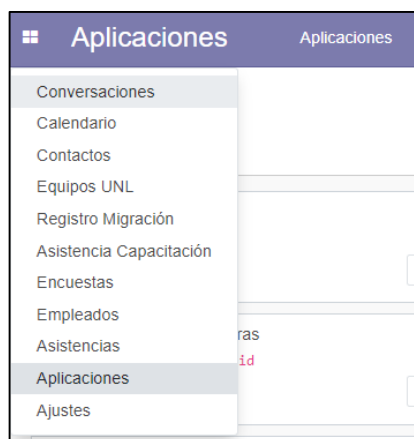 Aplicaciones Aplicaciones
Conversaciones
Calendario
Contactos
Equipos UNL
Registro Migración
Asistencia Capacitación
Encuestas
Empleados
Asistencias
ras
id
Aplicaciones
Ajustes